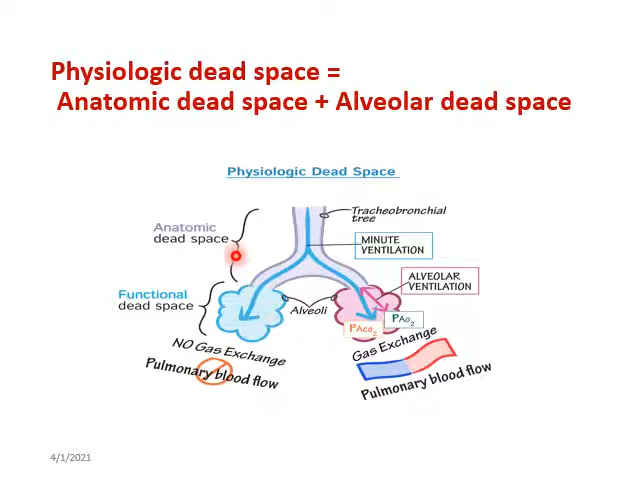 Physiologic dead space =
Anatomic dead space + Alveolar dead space
Physiologic Dead Space
Tracheobronchial
tree
Anatomic
dead space
MINUTE
VENTILATION
ALVEOLAR
VENTILATION
Functional
dead space
Alveoli
PAO2
PACO2
NO Gas Exchange
Pulmonary blood flow
Gas Exchange
Pulmonary blood flow
4/1/2021